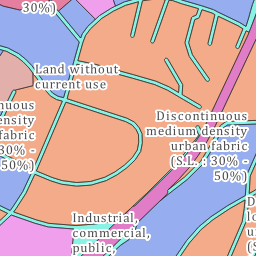 30%)
Land without
current use
nuous
ensity
fabric
30% -
50%)
Discontinuous
medium density
urban fabric
(S.L. : 30% -
50%)
Industrial,
commercial,
public,
D
lo
u
(S